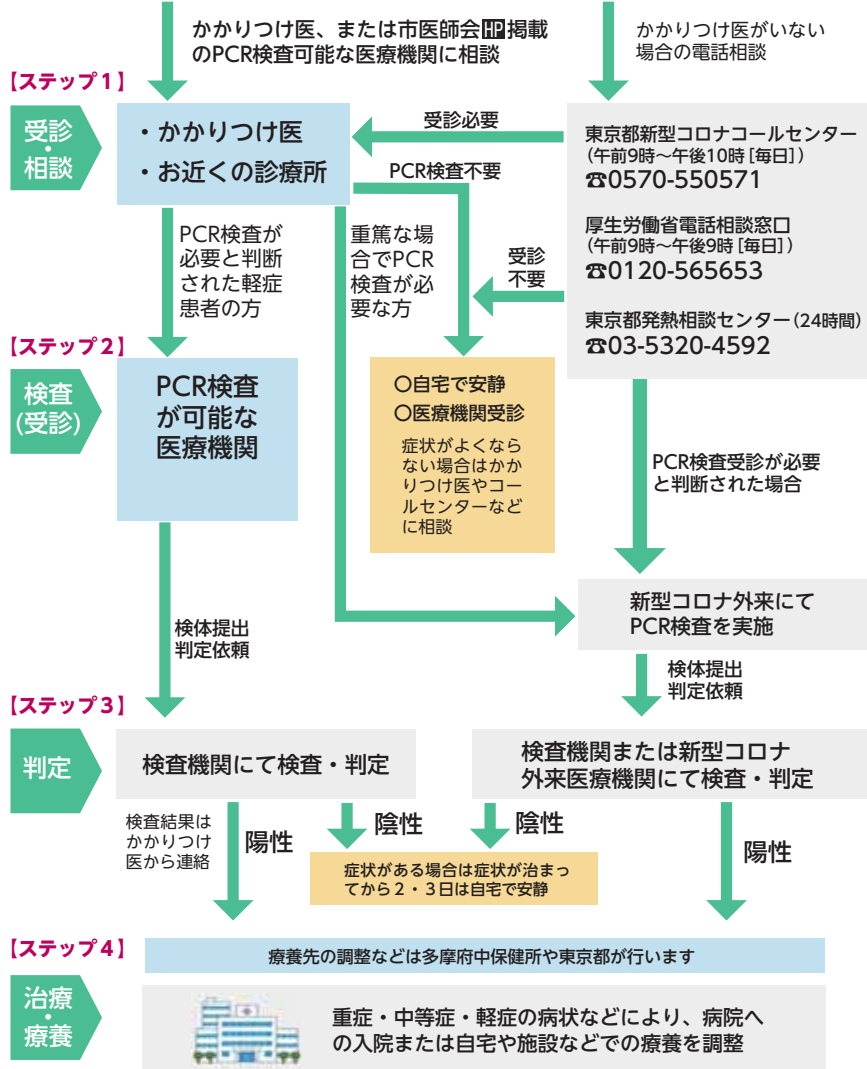 かかりつけ医、または市医師会HP掲載
のPCR検査可能な医療機関に相談
かかりつけ医がいない
場合の電話相談
【ステップ1】
受診・相談
・かかりつけ医
・お近くの診療所
受診必要
PCR検査不要
東京都新型コロナコールセンター
(午前9時〜午後10時[毎日])
☎0570-550571
厚生労働省電話相談窓口
(午前9時〜午後9時[毎日])
☎0120-565653
東京都発熱相談センター(24時間)
☎03-5320-4592
PCR検査が
必要と判断
された軽症
患者の方
重篤な場
合でPCR
検査が必
要な方
受診
不要
【ステップ2】
検査
(受診)
PCR検査
が可能な
医療機関
〇自宅で安静
〇医療機関受診
症状がよくなら
ない場合はかか
りつけ医やコー
ルセンターなど
に相談
PCR検査受診が必要
と判断された場合
新型コロナ外来にて
PCR検査を実施
検体提出
判定依頼
検体提出
判定依頼
【ステップ3】
判定
検査機関にて検査・判定
検査機関または新型コロナ
外来医療機関にて検査・判定
検査結果は
かかりつけ
医から連絡
陽性
陰性
陰性
陽性
症状がある場合は症状が治まっ
てから2・3日は自宅で安静
【ステップ4】
治療・療養
療養先の調整などは多摩府中保健所や東京都が行います
重症・中等症・軽症の病状などにより、病院へ
の入院または自宅や施設などでの療養を調整